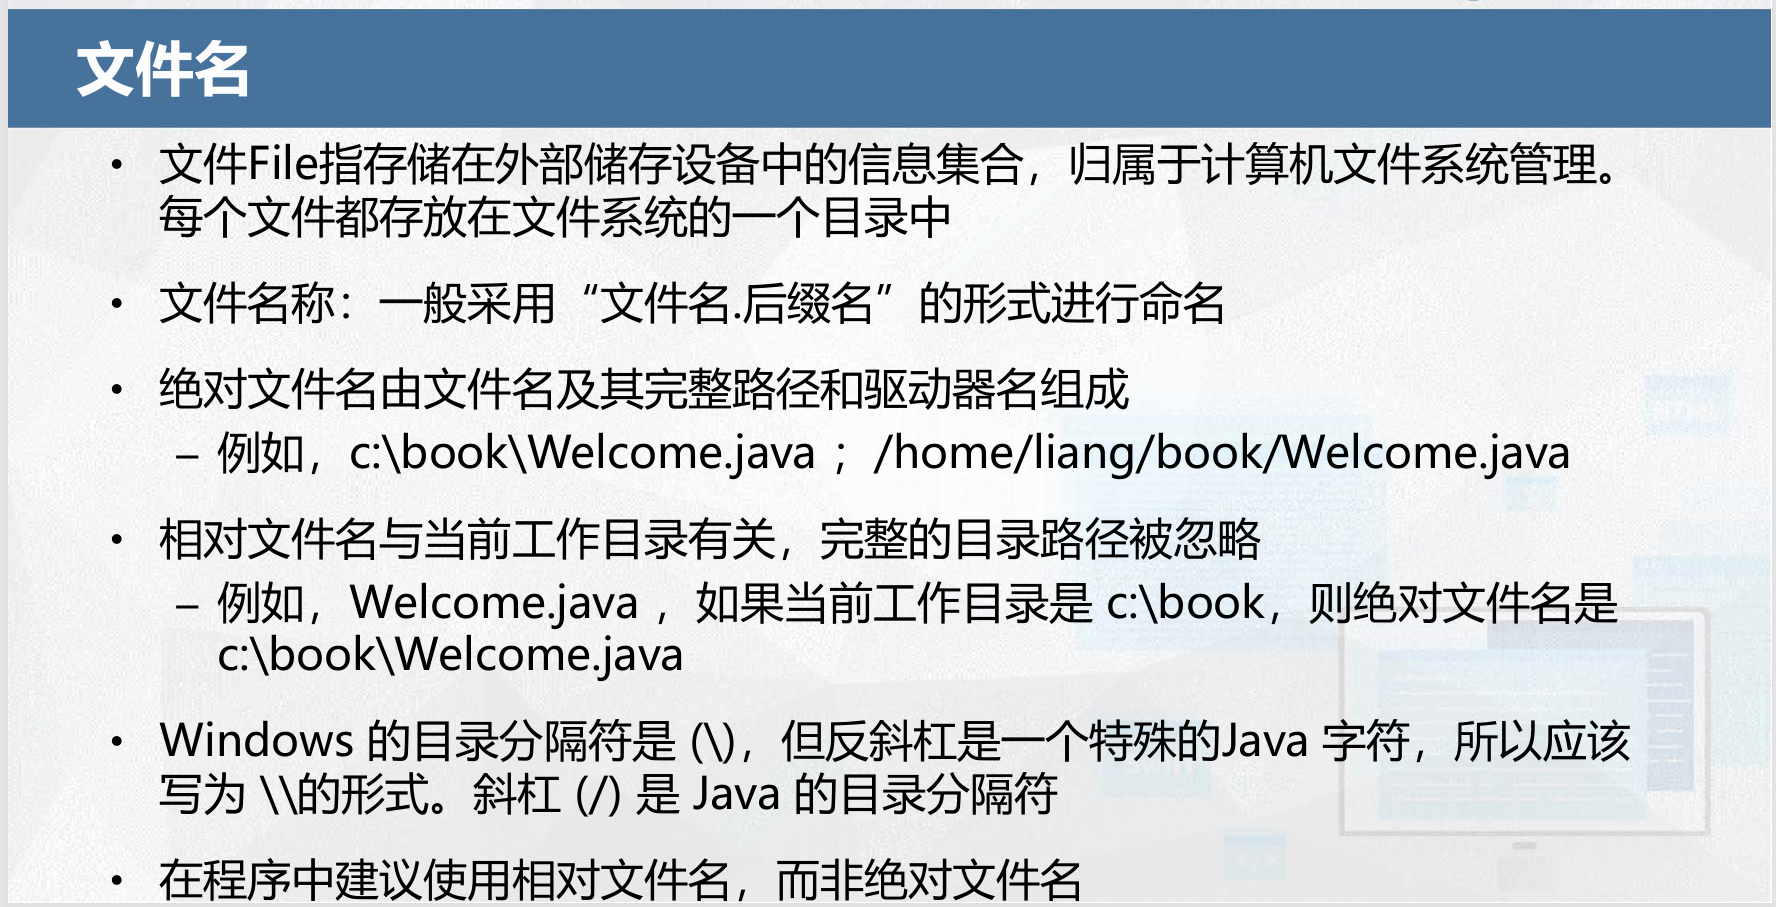 文件名
• 文件File指存储在外部储存设备中的信息集合，归属于计算机文件系统管理。
每个文件都存放在文件系统的一个目录中
• 文件名称：一般采用“文件名.后缀名”的形式进行命名
• 绝对文件名由文件名及其完整路径和驱动器名组成
– 例如，c:\book\Welcome.java ；/home/liang/book/Welcome.java
• 相对文件名与当前工作目录有关，完整的目录路径被忽略
– 例如，Welcome.java ，如果当前工作目录是 c:\book，则绝对文件名是
c:\book\Welcome.java
• Windows 的目录分隔符是 (\)，但反斜杠是一个特殊的Java 字符，所以应该
写为 \\的形式。斜杠 (/) 是 Java 的目录分隔符
• 在程序中建议使用相对文件名，而非绝对文件名